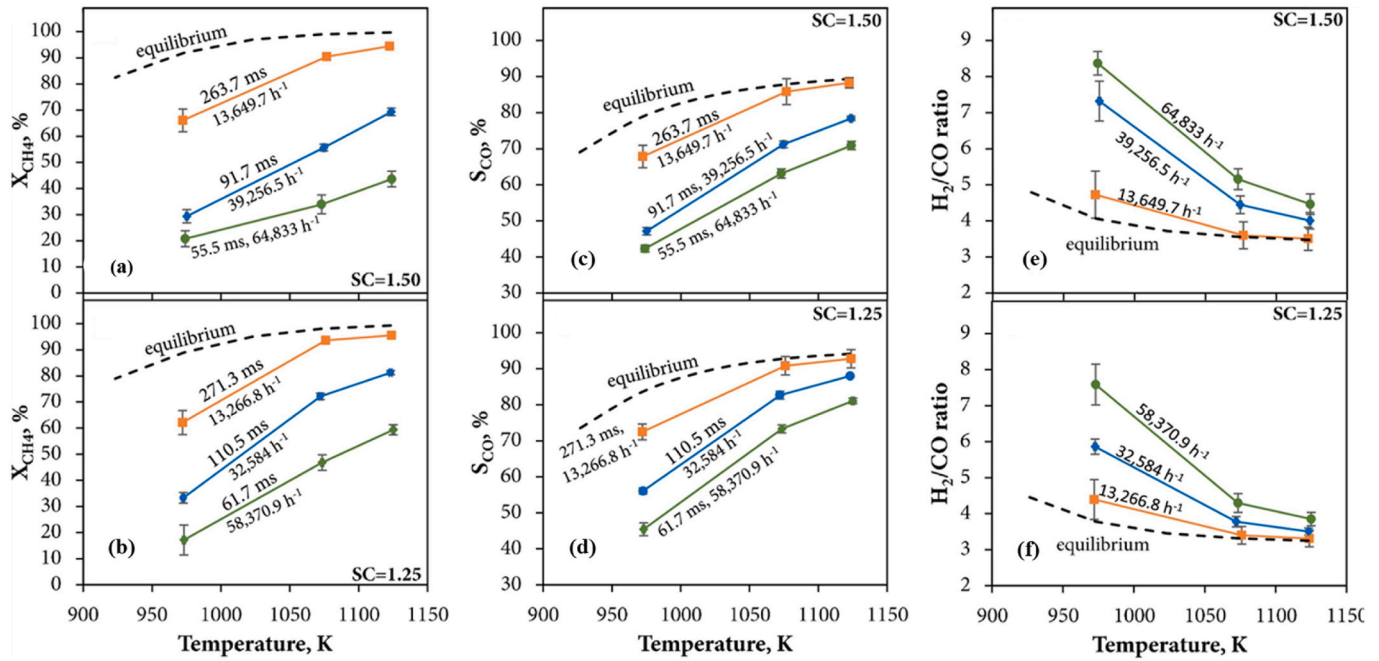 100
90
80
70
60
50
40
30
20
10
0
X_CH4, %
equilibrium
263.7 ms
13,649.7 h⁻¹
91.7 ms
39,256.5 h⁻¹
55.5 ms, 64,833 h⁻¹
(a)
SC=1.50
100
90
80
70
60
50
40
30
20
10
0
X_CH4, %
equilibrium
271.3 ms
13,266.8 h⁻¹
110.5 ms
32,584 h⁻¹
61.7 ms
58,370.9 h⁻¹
(b)
SC=1.25
900 950 1000 1050 1100 1150
Temperature, K
SC=1.50
100
90
80
70
60
50
40
30
S_CO, %
equilibrium
263.7 ms
13,649.7 h⁻¹
91.7 ms, 39,256.5 h⁻¹
55.5 ms, 64,833 h⁻¹
(c)
SC=1.25
100
90
80
70
60
50
40
30
S_CO, %
equilibrium
271.3 ms,
13,266.8 h⁻¹
110.5 ms
32,584 h⁻¹
61.7 ms, 58,370.9 h⁻¹
(d)
900 950 1000 1050 1100 1150
Temperature, K
SC=1.50
9
8
7
6
5
4
3
2
H₂/CO ratio
64,833 h⁻¹
39,256.5 h⁻¹
13,649.7 h⁻¹
equilibrium
(e)
SC=1.25
8
7
6
5
4
3
2
H₂/CO ratio
58,370.9 h⁻¹
32,584 h⁻¹
13,266.8 h⁻¹
equilibrium
(f)
900 950 1000 1050 1100 1150
Temperature, K